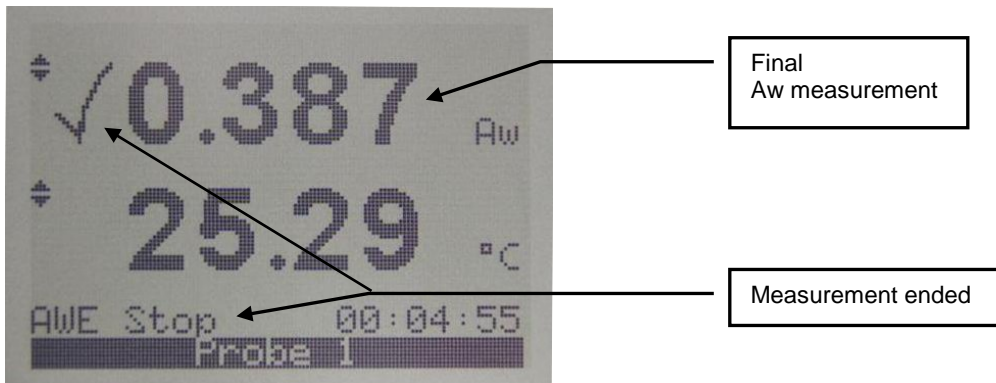 0.387 Aw
25.29 °C
AWE Stop 00:04:55
Probe 1
Final
Aw measurement
Measurement ended